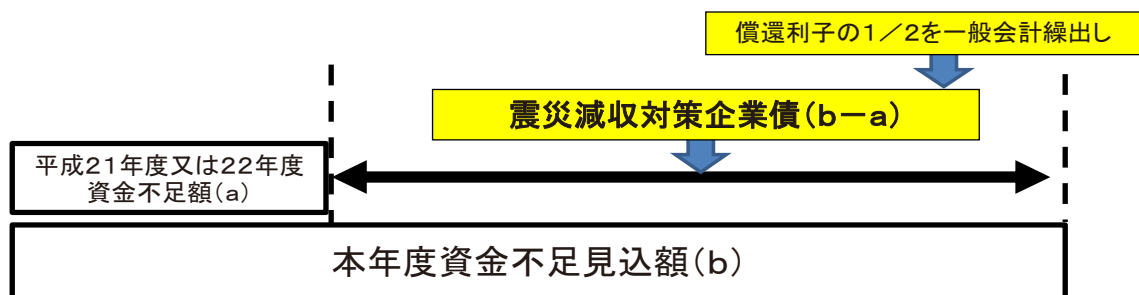 償還利子の1／2を一般会計繰出し
震災減収対策企業債(b－a)
平成21年度又は22年度
資金不足額(a)
本年度資金不足見込額(b)